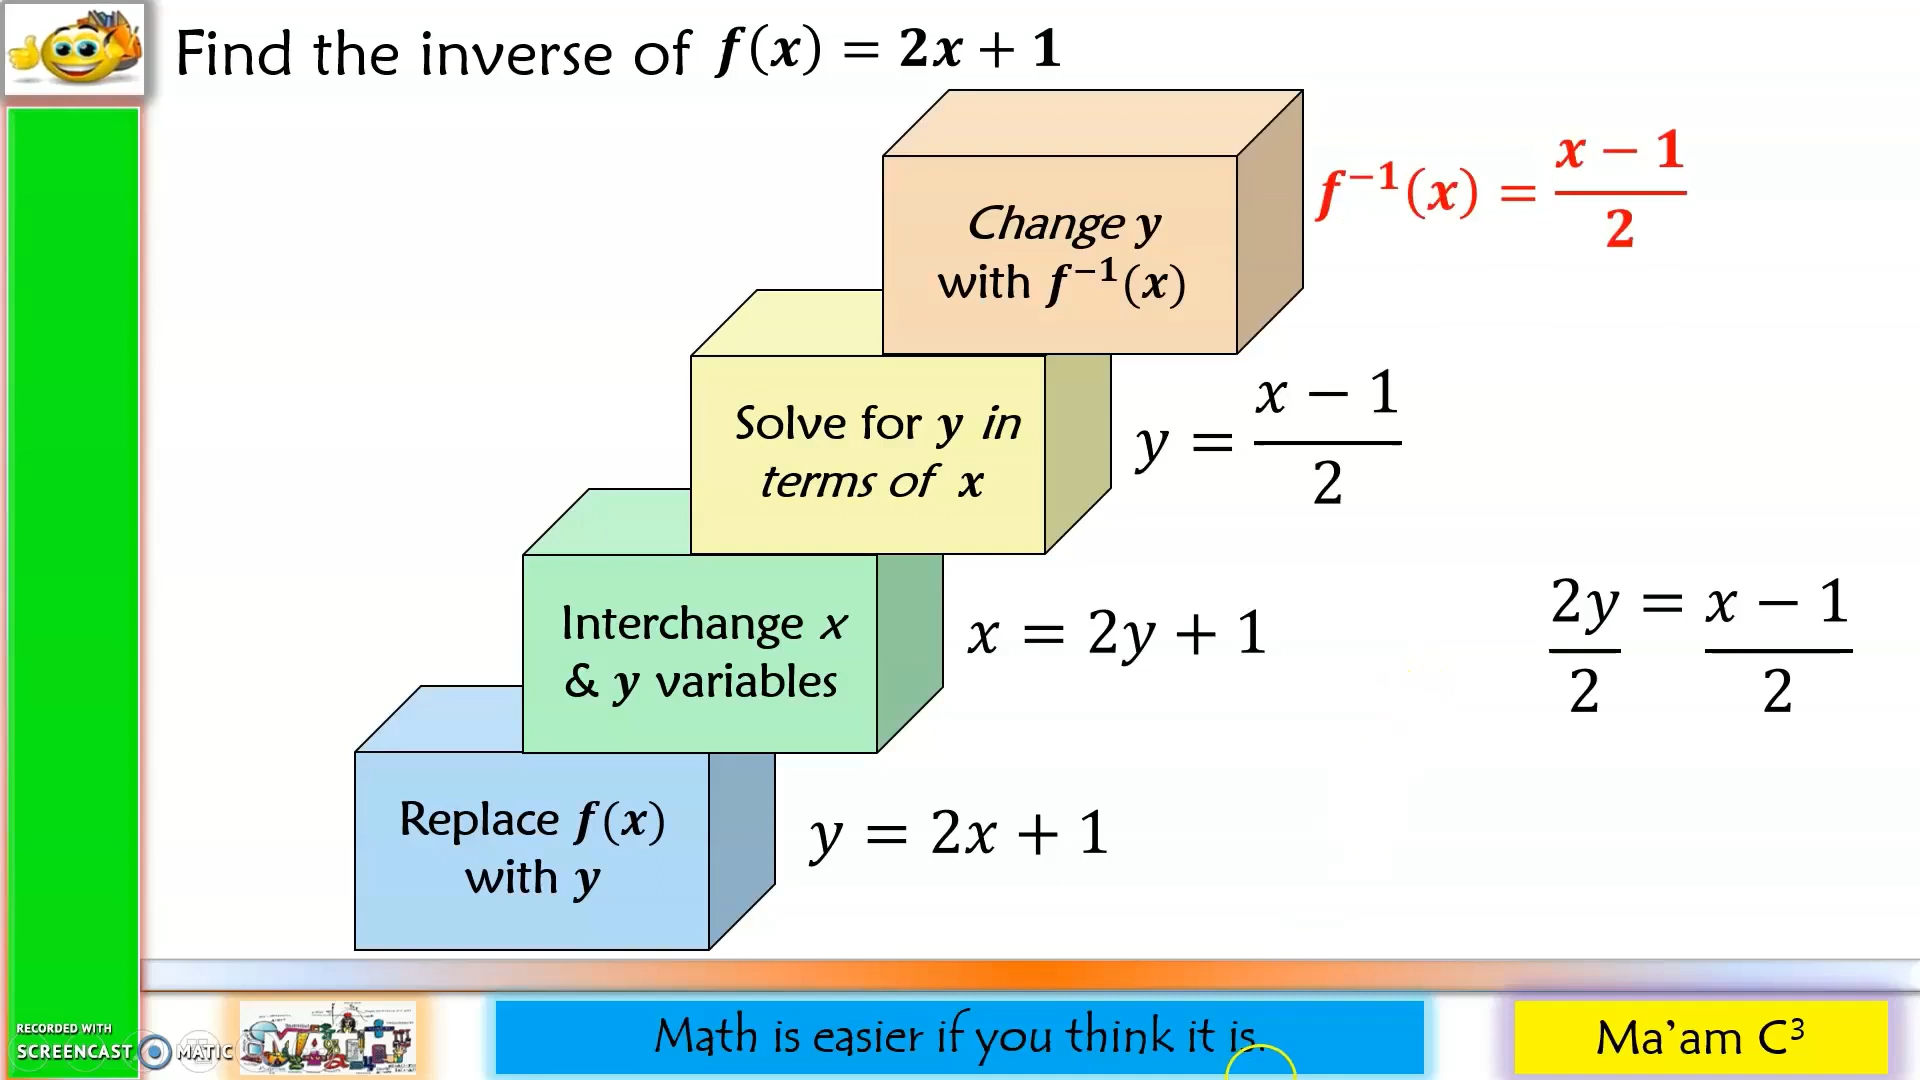 Find the inverse of f(x) = 2x + 1
Change y
with f⁻¹(x)
f⁻¹(x) = (x − 1)/2
Solve for y in
terms of x
y = (x − 1)/2
Interchange x
& y variables
x = 2y + 1
2y/2 = (x − 1)/2
Replace f(x)
with y
y = 2x + 1
RECORDED WITH
SCREENCAST MATIC
MATH
Math is easier if you think it is.
Ma'am C³